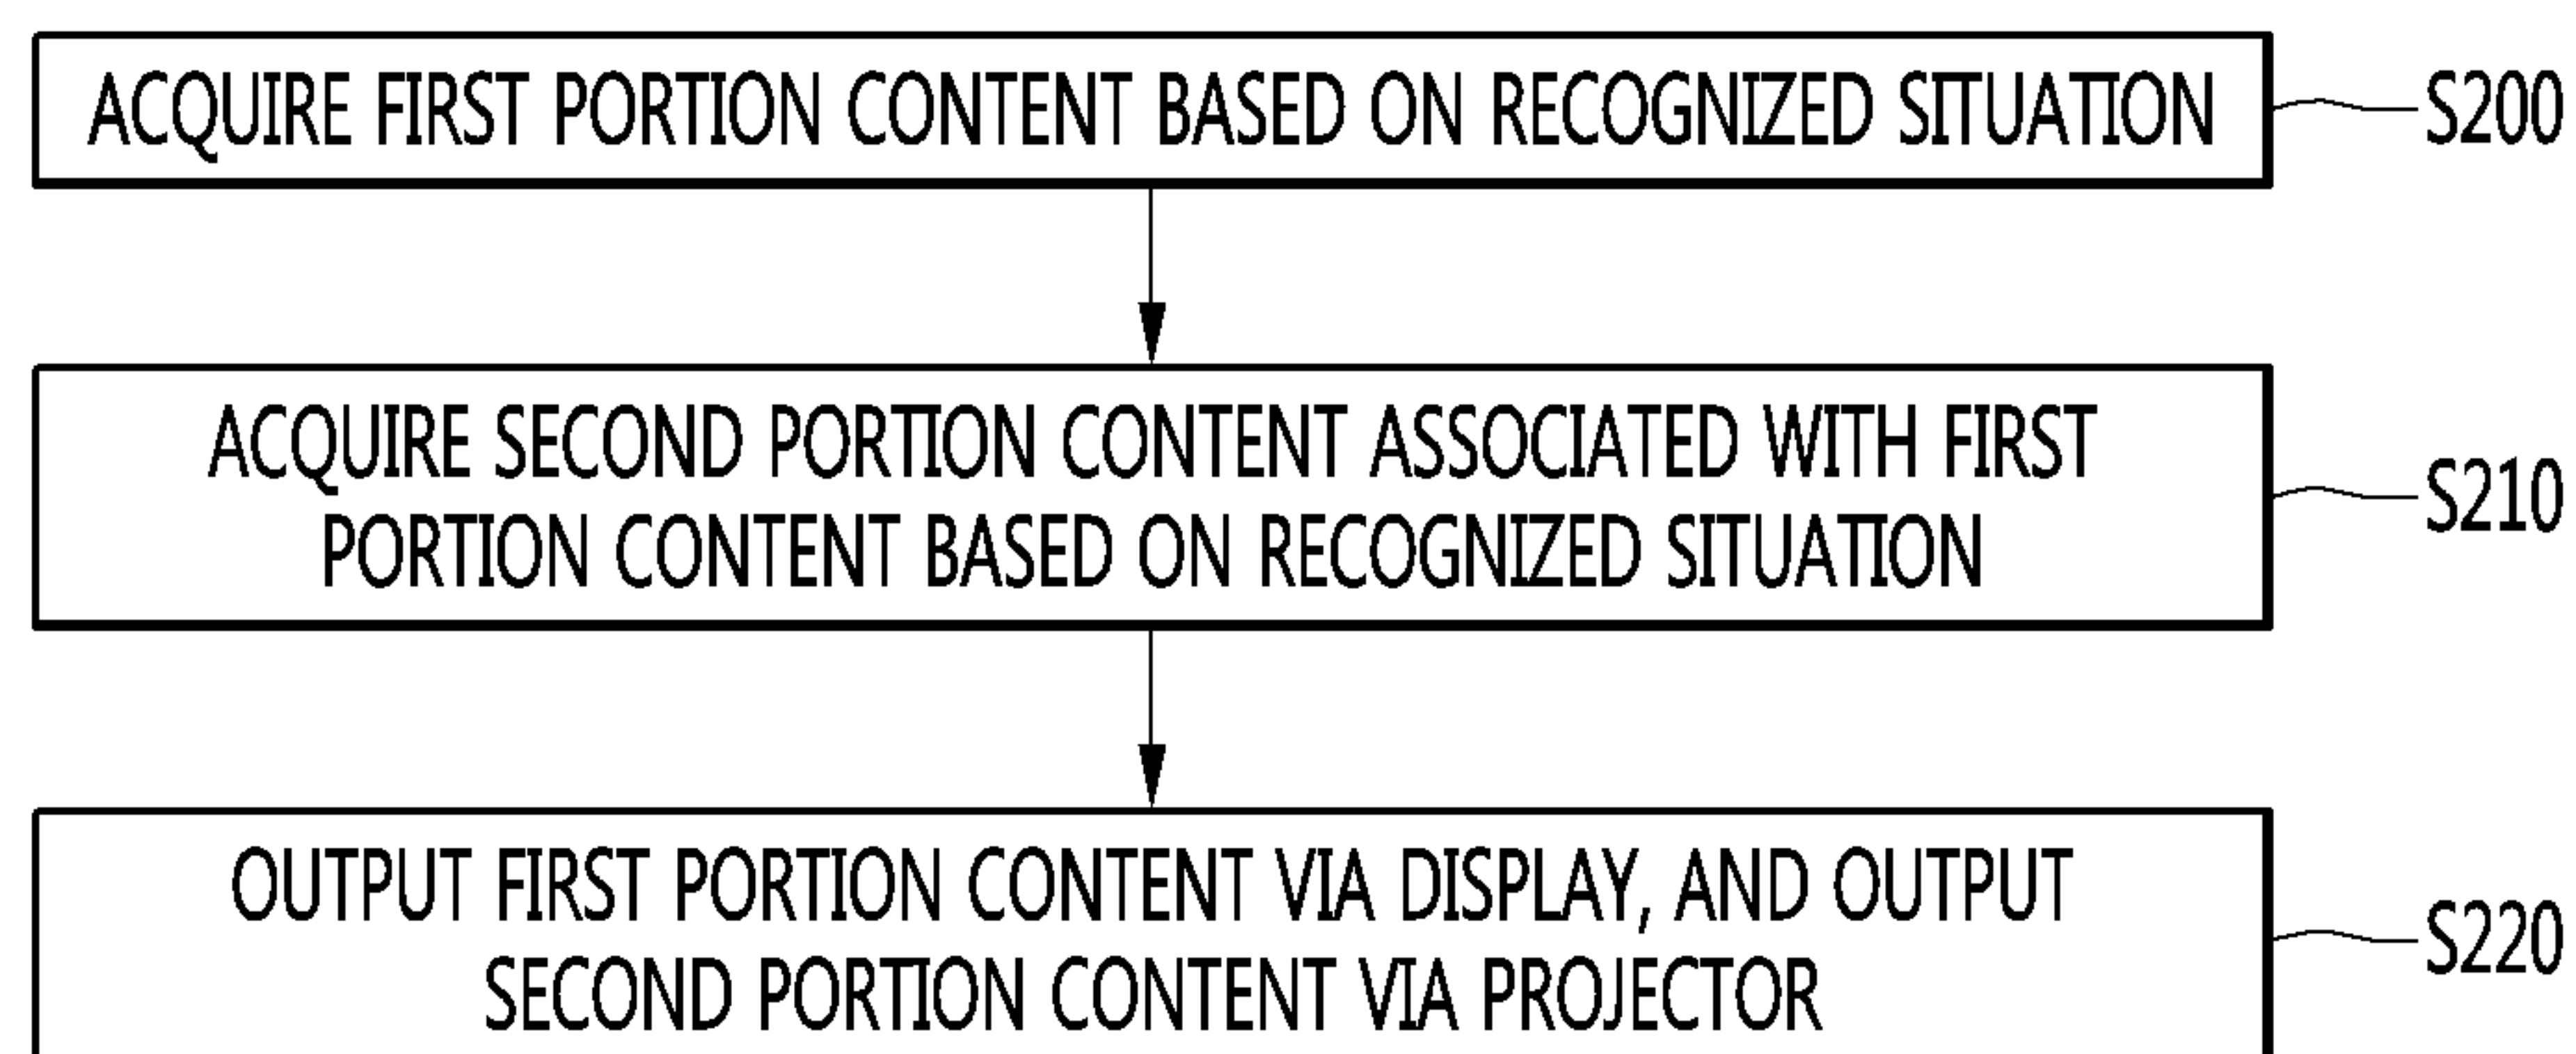 ACQUIRE FIRST PORTION CONTENT BASED ON RECOGNIZED SITUATION
S200
ACQUIRE SECOND PORTION CONTENT ASSOCIATED WITH FIRST
PORTION CONTENT BASED ON RECOGNIZED SITUATION
S210
OUTPUT FIRST PORTION CONTENT VIA DISPLAY, AND OUTPUT
SECOND PORTION CONTENT VIA PROJECTOR
S220